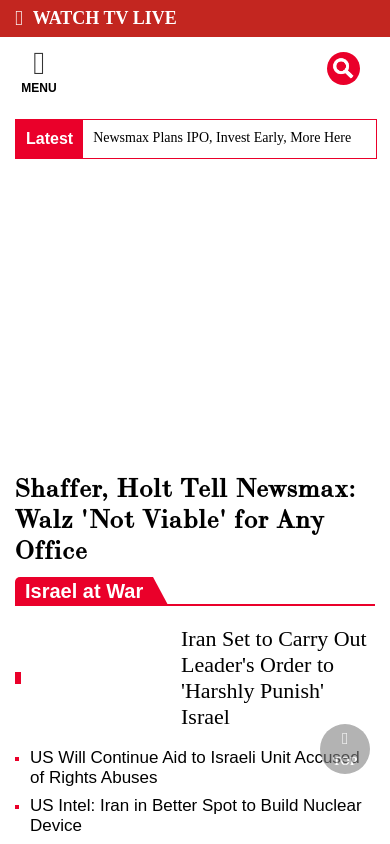 WATCH TV LIVE
MENU
Latest
Newsmax Plans IPO, Invest Early, More Here
Shaffer, Holt Tell Newsmax:
Walz 'Not Viable' for Any
Office
Israel at War
Iran Set to Carry Out
Leader's Order to
'Harshly Punish'
Israel
US Will Continue Aid to Israeli Unit Accused
of Rights Abuses
TOP
US Intel: Iran in Better Spot to Build Nuclear
Device